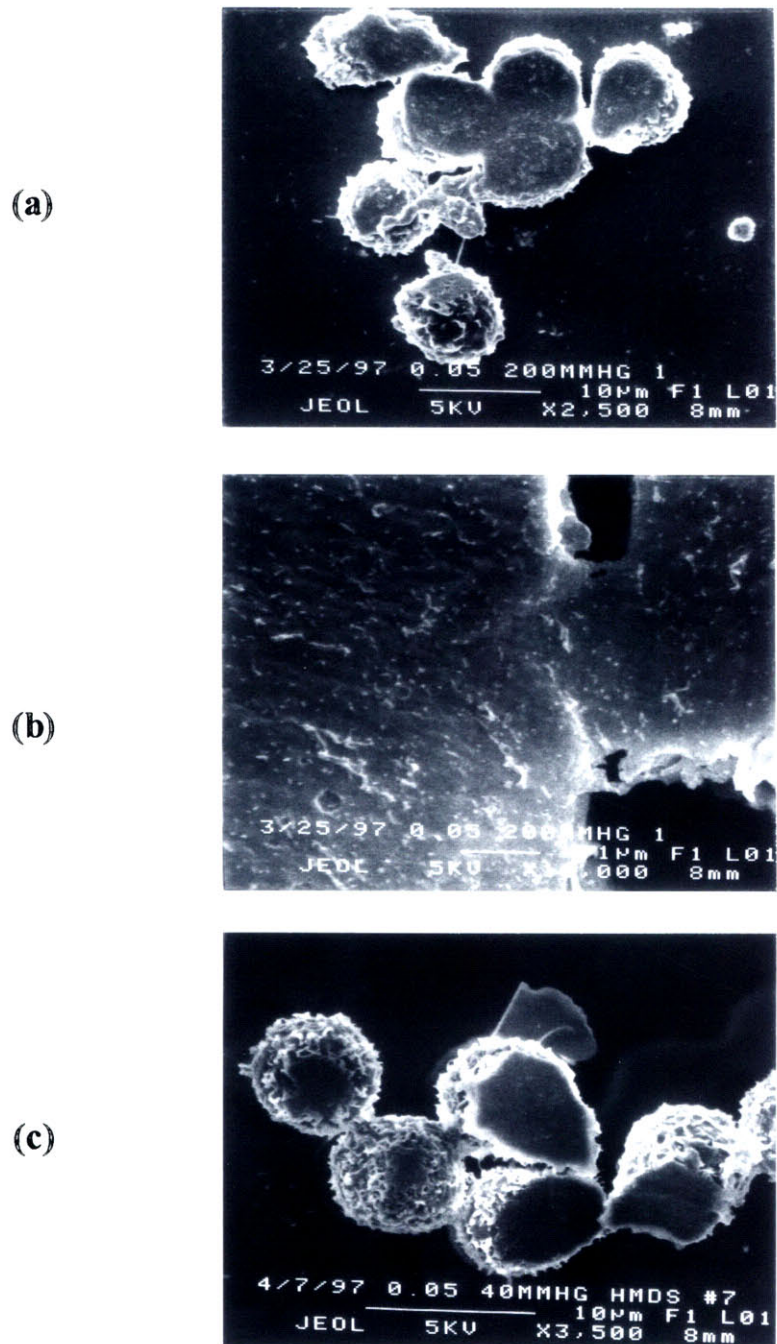 (a)
3/25/97 0.05 200MMHG 1
10µm F1 L01
JEOL 5KV X2,500 8mm
(b)
3/25/97 0.05 MMHG 1
1µm F1 L01
JEOL 5KV 8mm
(c)
4/7/97 0.05 40MMHG HMDS #7
10µm F1 L01
JEOL 5KV X3,500 8mm